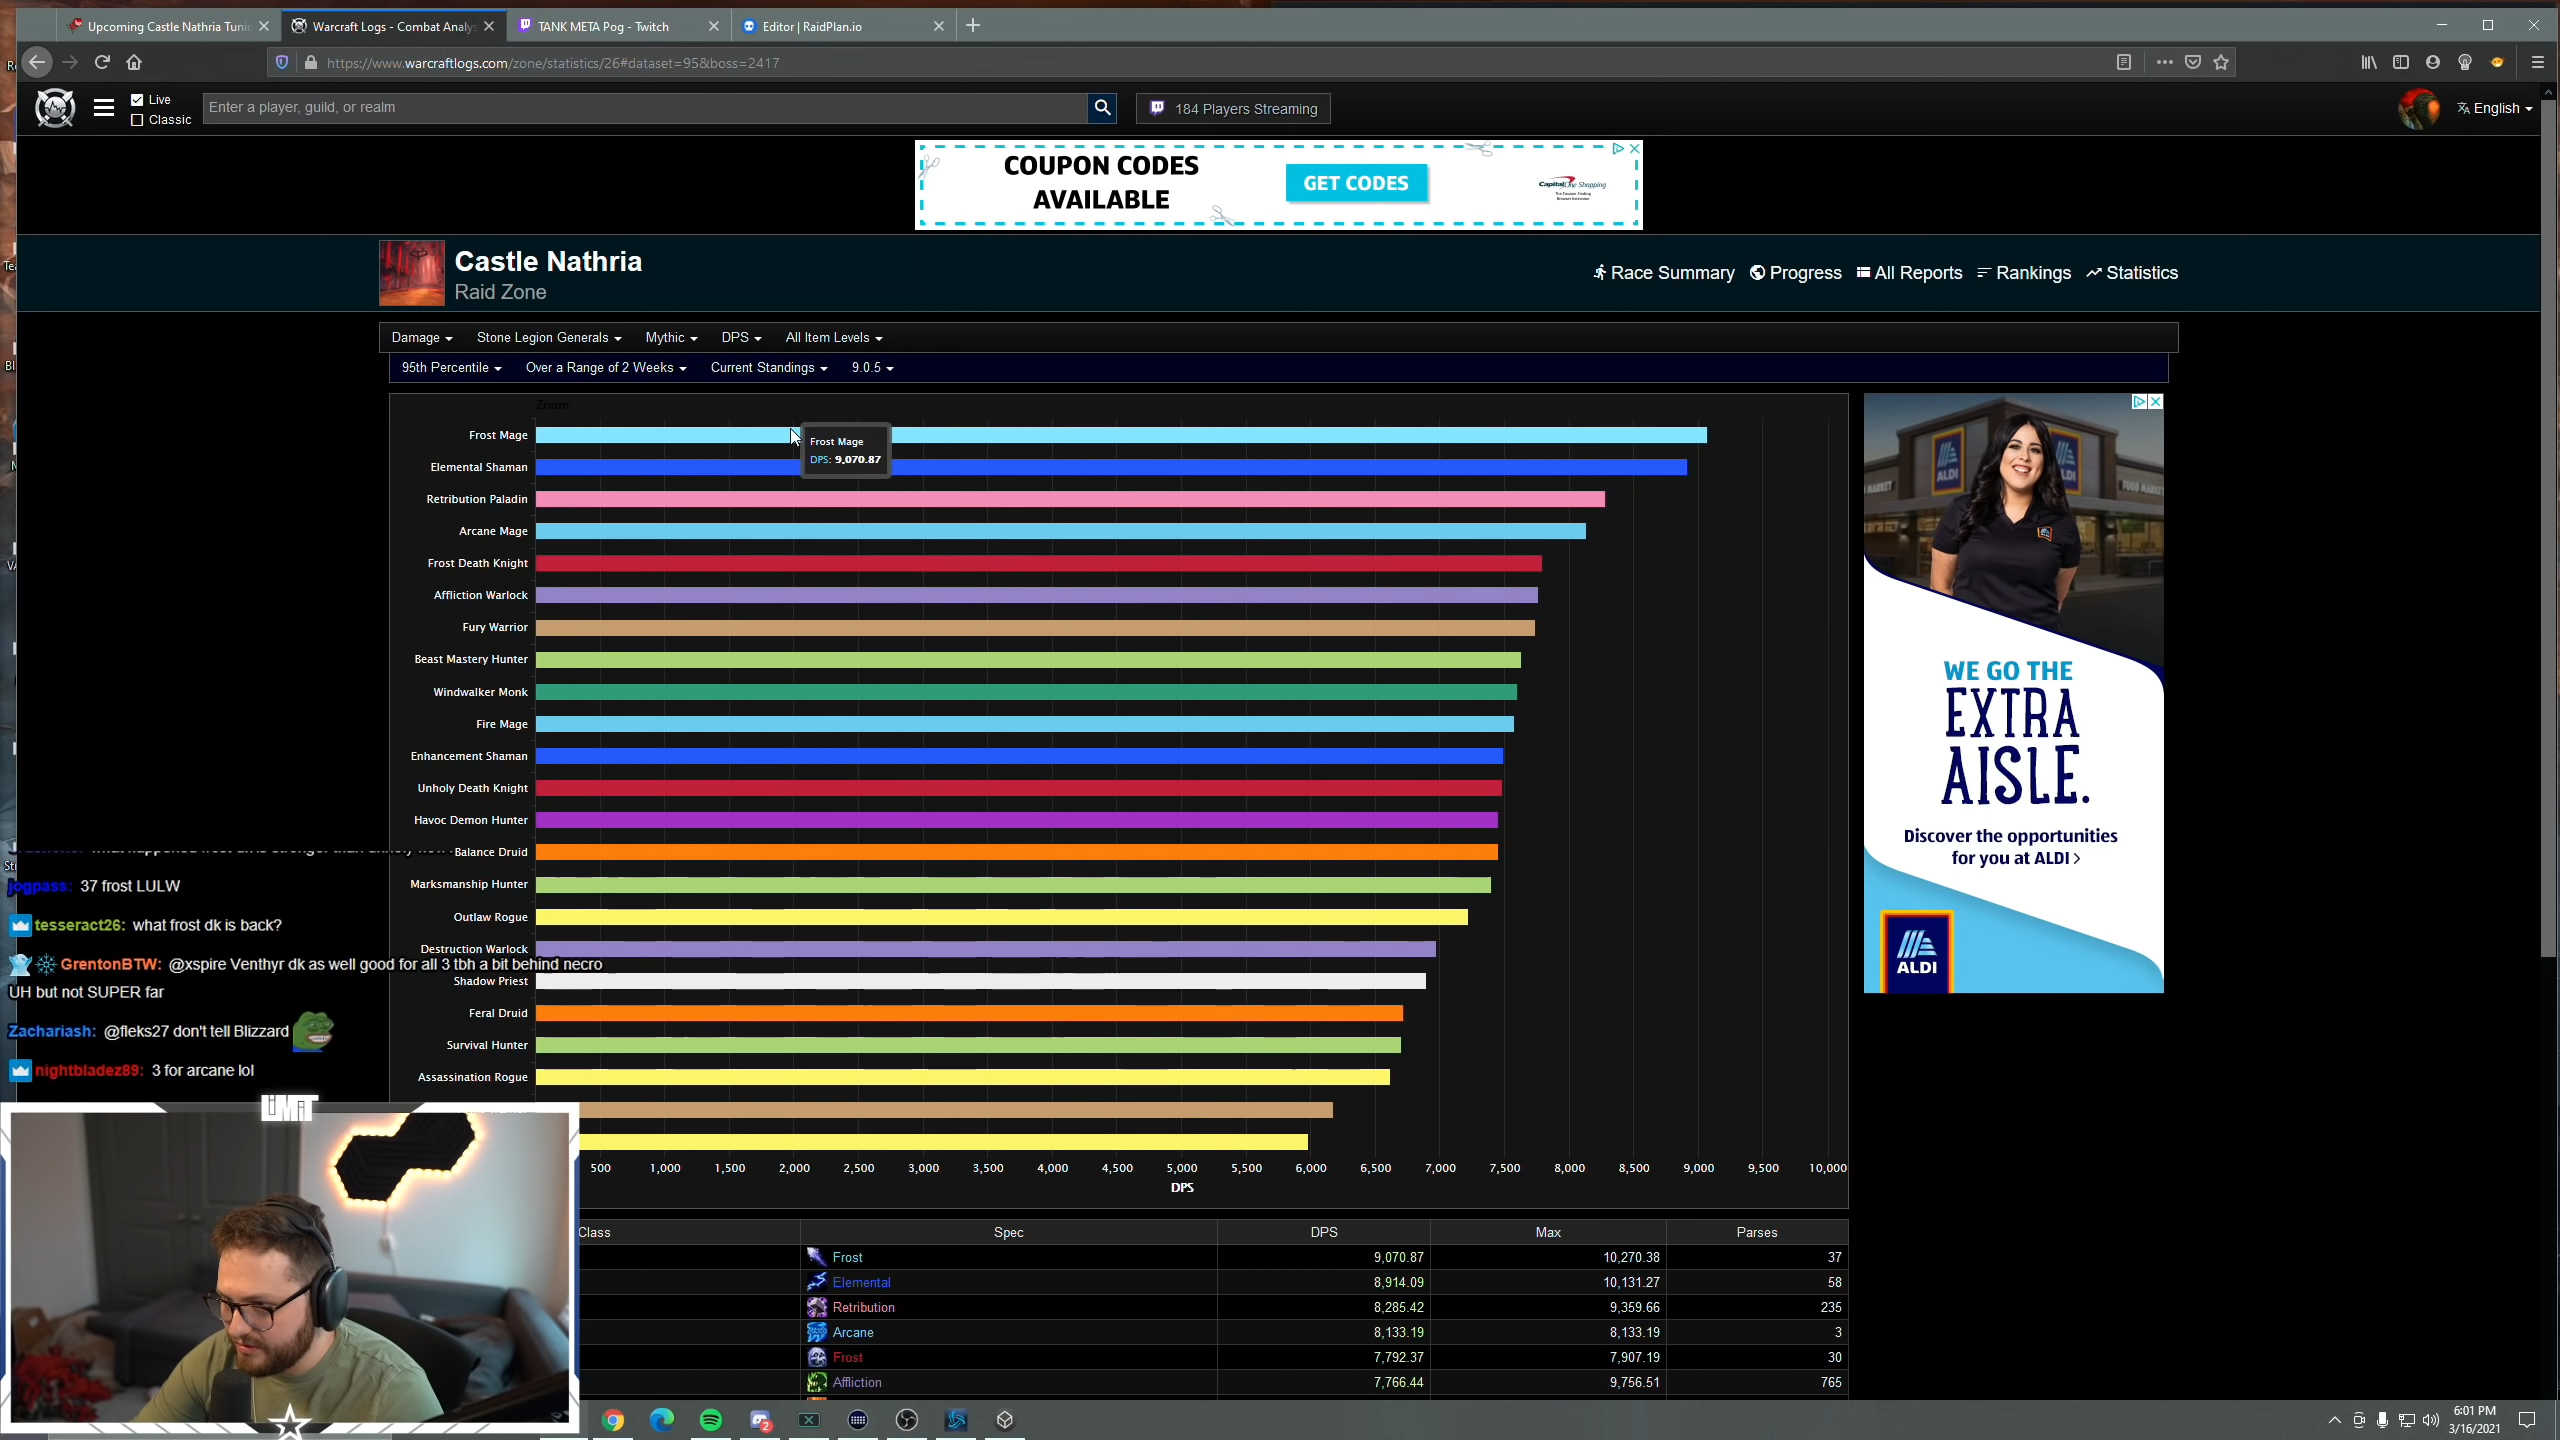 Upcoming Castle Nathria Tunin
Warcraft Logs - Combat Analys
TANK META Pog - Twitch
Editor | RaidPlan.io
https://www.warcraftlogs.com/zone/statistics/26#dataset=95&boss=2417
Live
Classic
Enter a player, guild, or realm
184 Players Streaming
English
COUPON CODES
AVAILABLE
GET CODES
Capital One Shopping
Castle Nathria
Raid Zone
Race Summary Progress All Reports Rankings Statistics
Damage Stone Legion Generals Mythic DPS All Item Levels
95th Percentile Over a Range of 2 Weeks Current Standings 9.0.5
Zoom
Frost Mage
Frost Mage
DPS: 9,070.87
Elemental Shaman
Retribution Paladin
Arcane Mage
Frost Death Knight
Affliction Warlock
Fury Warrior
Beast Mastery Hunter
Windwalker Monk
Fire Mage
Enhancement Shaman
Unholy Death Knight
Havoc Demon Hunter
Balance Druid
Marksmanship Hunter
Outlaw Rogue
Destruction Warlock
Shadow Priest
Feral Druid
Survival Hunter
Assassination Rogue
500 1,000 1,500 2,000 2,500 3,000 3,500 4,000 4,500 5,000 5,500 6,000 6,500 7,000 7,500 8,000 8,500 9,000 9,500 10,000
DPS
Class Spec DPS Max Parses
Frost 9,070.87 10,270.38 37
Elemental 8,914.09 10,131.27 58
Retribution 8,285.42 9,359.66 235
Arcane 8,133.19 8,133.19 3
Frost 7,792.37 7,907.19 30
Affliction 7,766.44 9,756.51 765
jogpass: 37 frost LULW
tesseract26: what frost dk is back?
GrentonBTW: @xspire Venthyr dk as well good for all 3 tbh a bit behind necro
UH but not SUPER far
Zachariash: @fleks27 don't tell Blizzard
nightbladez89: 3 for arcane lol
LIMIT
ALDI
ALDI
FOOD MARKET
WE GO THE
EXTRA
AISLE.
Discover the opportunities
for you at ALDI >
ALDI
2
6:01 PM
3/16/2021